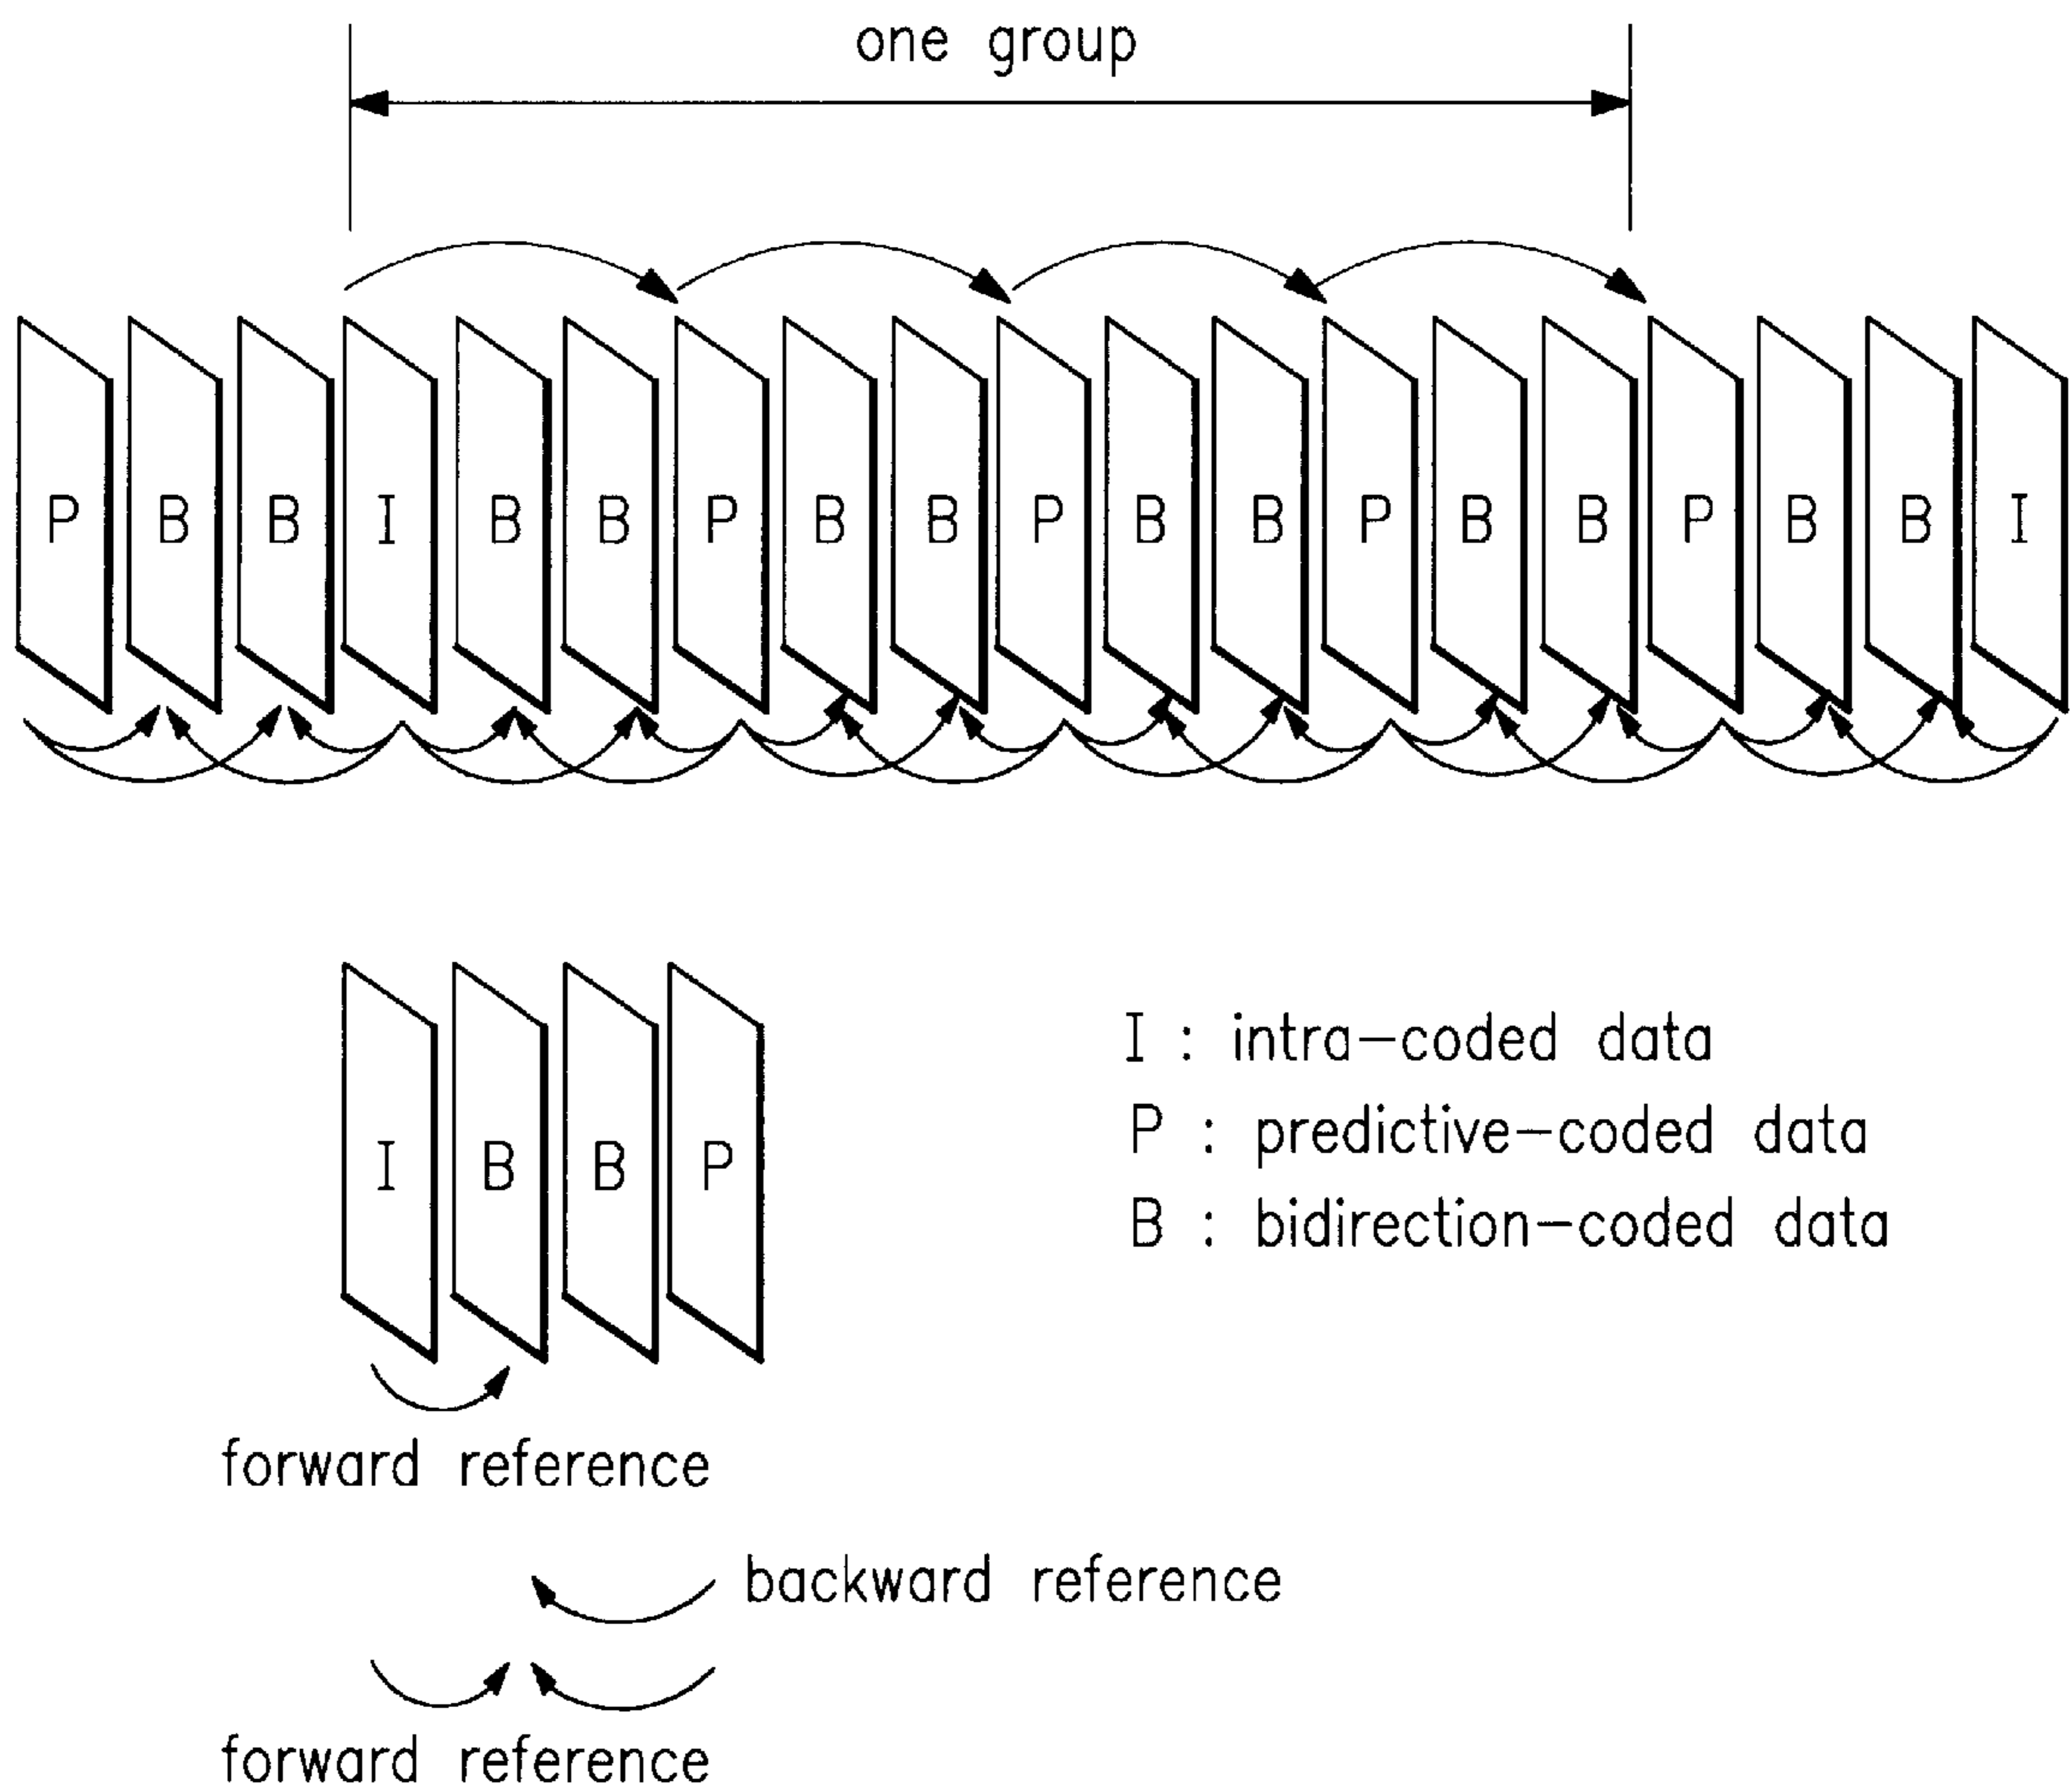 one group
P B B I B B P B B P B B P B B P B B I
I B B P
I : intra-coded data
P : predictive-coded data
B : bidirection-coded data
forward reference
backward reference
forward reference